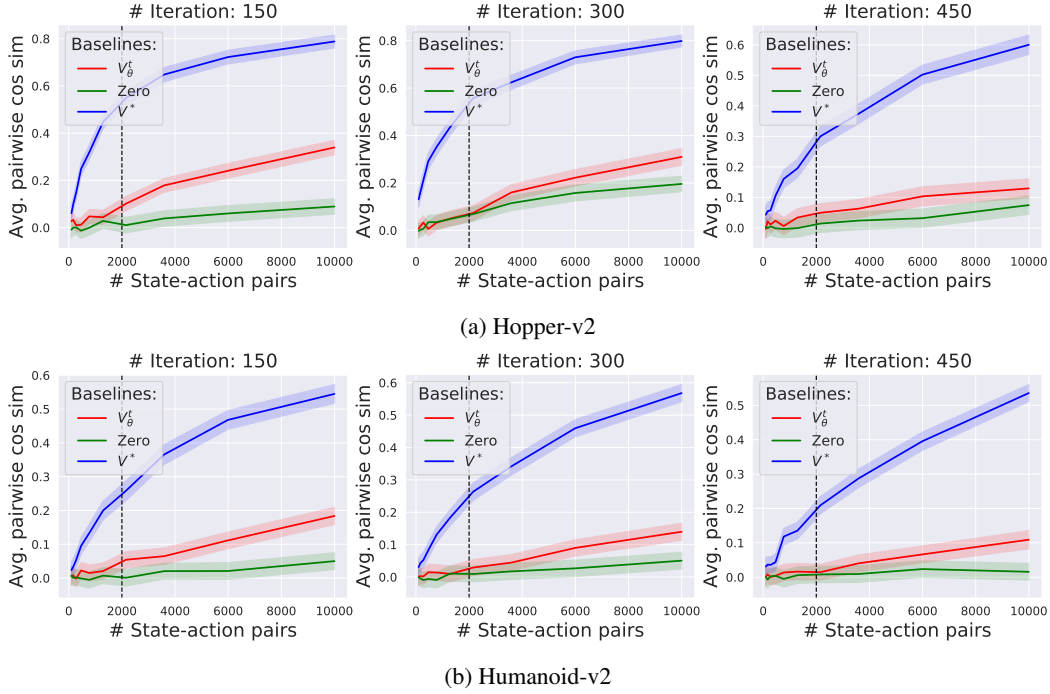 # Iteration: 150
Avg. pairwise cos sim
0.8
0.6
0.4
0.2
0.0
Baselines:
V_θ^t
Zero
V*
0 2000 4000 6000 8000 10000
# State-action pairs
# Iteration: 300
Avg. pairwise cos sim
0.8
0.6
0.4
0.2
0.0
Baselines:
V_θ^t
Zero
V*
0 2000 4000 6000 8000 10000
# State-action pairs
# Iteration: 450
Avg. pairwise cos sim
0.6
0.5
0.4
0.3
0.2
0.1
0.0
Baselines:
V_θ^t
Zero
V*
0 2000 4000 6000 8000 10000
# State-action pairs
(a) Hopper-v2
# Iteration: 150
Avg. pairwise cos sim
0.6
0.5
0.4
0.3
0.2
0.1
0.0
Baselines:
V_θ^t
Zero
V*
0 2000 4000 6000 8000 10000
# State-action pairs
# Iteration: 300
Avg. pairwise cos sim
0.6
0.5
0.4
0.3
0.2
0.1
0.0
Baselines:
V_θ^t
Zero
V*
0 2000 4000 6000 8000 10000
# State-action pairs
# Iteration: 450
Avg. pairwise cos sim
0.5
0.4
0.3
0.2
0.1
0.0
Baselines:
V_θ^t
Zero
V*
0 2000 4000 6000 8000 10000
# State-action pairs
(b) Humanoid-v2